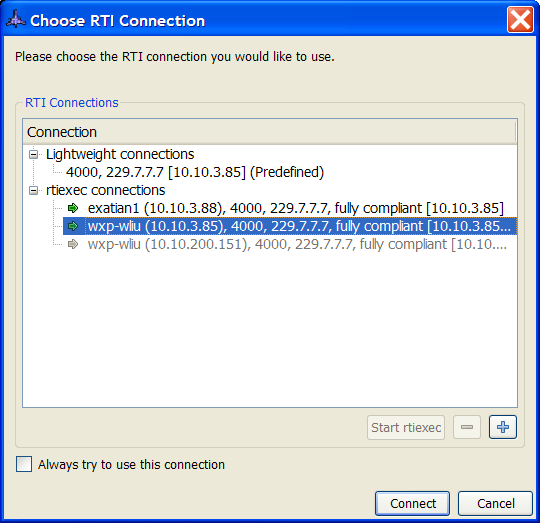 Choose RTI Connection
Please choose the RTI connection you would like to use.
RTI Connections
Connection
Lightweight connections
4000, 229.7.7.7 [10.10.3.85] (Predefined)
rtiexec connections
exatian1 (10.10.3.88), 4000, 229.7.7.7, fully compliant [10.10.3.85]
wxp-wliu (10.10.3.85), 4000, 229.7.7.7, fully compliant [10.10.3.85...
wxp-wliu (10.10.200.151), 4000, 229.7.7.7, fully compliant [10.10....
Start rtiexec
Always try to use this connection
Connect Cancel